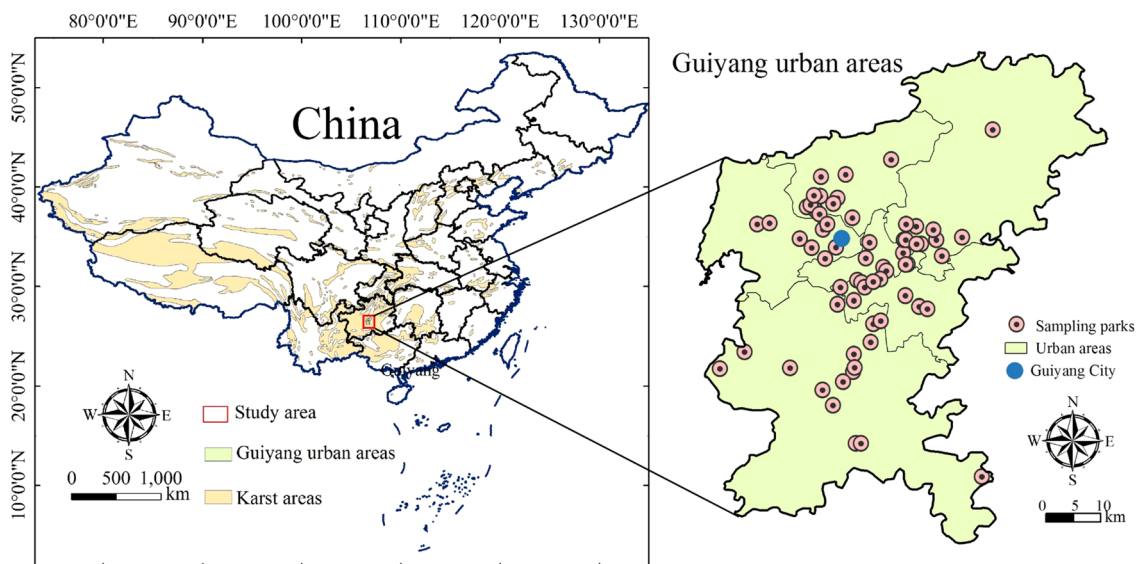 80°0'0"E 90°0'0"E 100°0'0"E 110°0'0"E 120°0'0"E 130°0'0"E
50°0'0"N
40°0'0"N
30°0'0"N
20°0'0"N
10°0'0"N
China
Guiyang
N
W E
S
0 500 1,000
km
Study area
Guiyang urban areas
Karst areas
Guiyang urban areas
Sampling parks
Urban areas
Guiyang City
N
W E
S
0 5 10
km